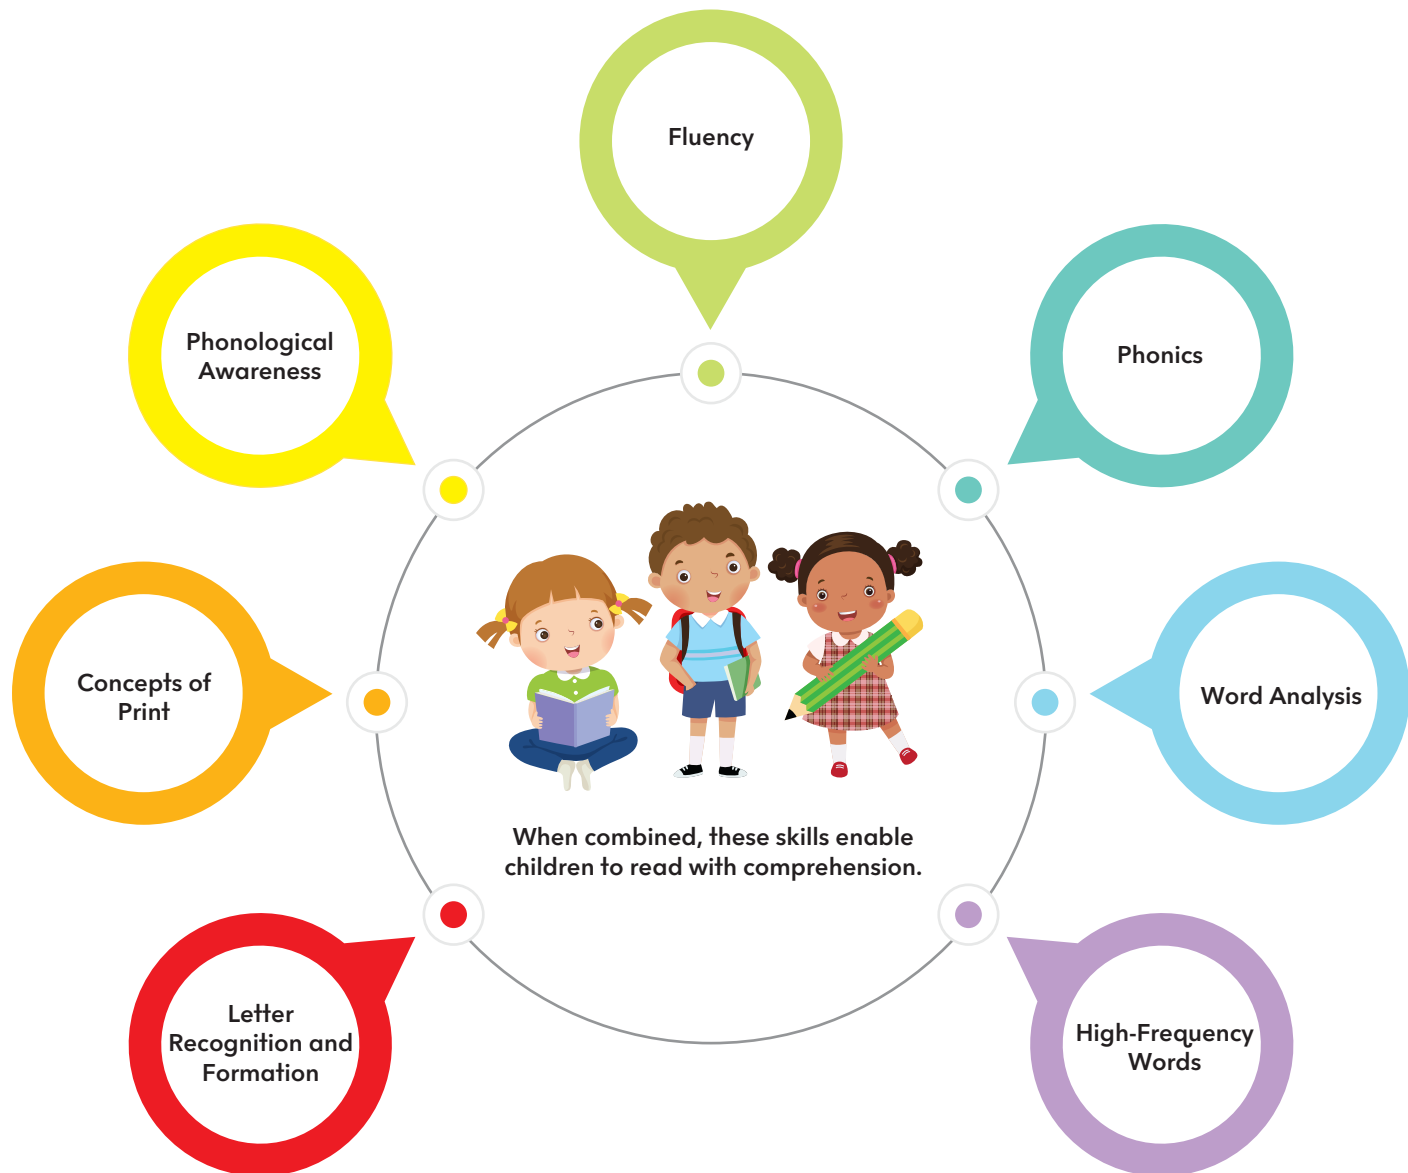 Fluency
Phonological
Awareness
Phonics
Concepts of
Print
Word Analysis
When combined, these skills enable
children to read with comprehension.
Letter
Recognition and
Formation
High-Frequency
Words